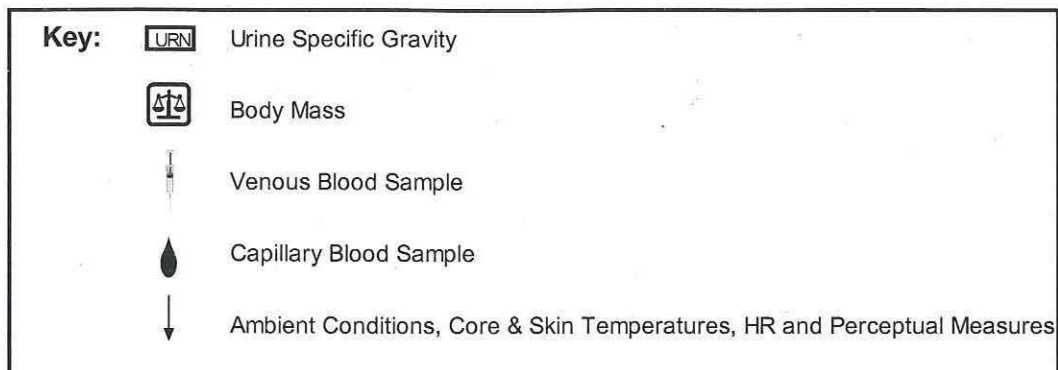 Key: URN Urine Specific Gravity
Body Mass
Venous Blood Sample
Capillary Blood Sample
Ambient Conditions, Core & Skin Temperatures, HR and Perceptual Measures